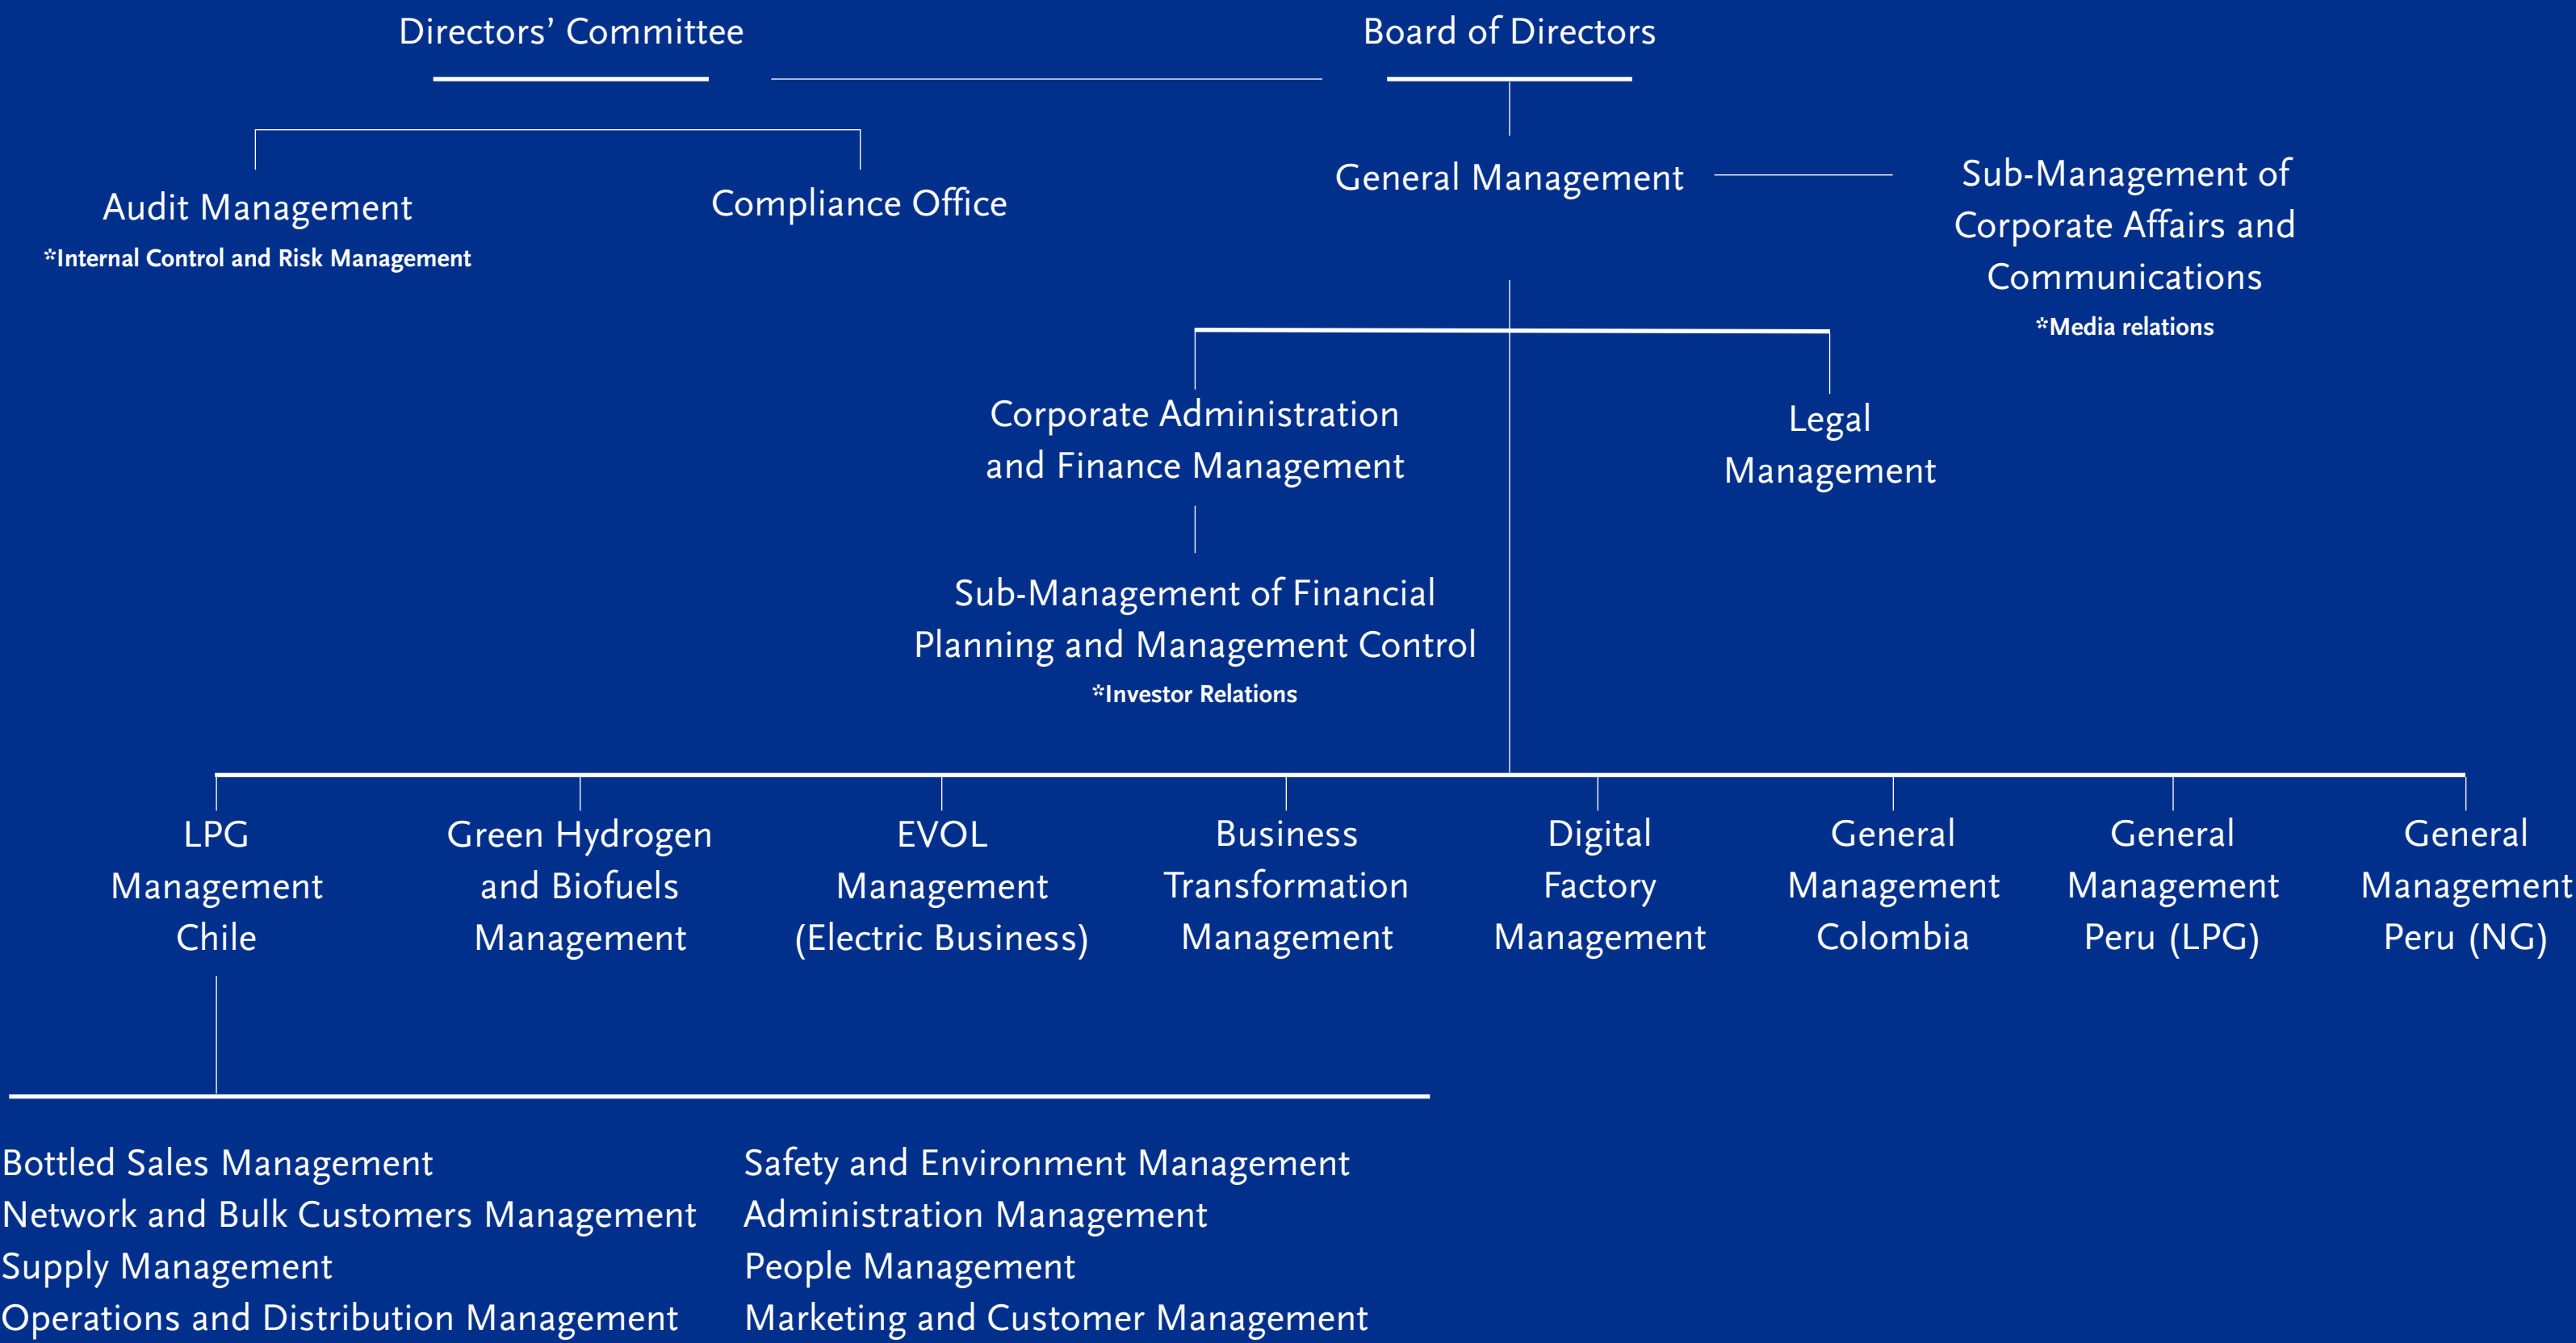 Directors’ Committee
Board of Directors
Audit Management
*Internal Control and Risk Management
Compliance Office
General Management
Sub-Management of
Corporate Affairs and
Communications
*Media relations
Corporate Administration
and Finance Management
Legal
Management
Sub-Management of Financial
Planning and Management Control
*Investor Relations
LPG
Management
Chile
Green Hydrogen
and Biofuels
Management
EVOL
Management
(Electric Business)
Business
Transformation
Management
Digital
Factory
Management
General
Management
Colombia
General
Management
Peru (LPG)
General
Management
Peru (NG)
Bottled Sales Management
Network and Bulk Customers Management
Supply Management
Operations and Distribution Management
Safety and Environment Management
Administration Management
People Management
Marketing and Customer Management